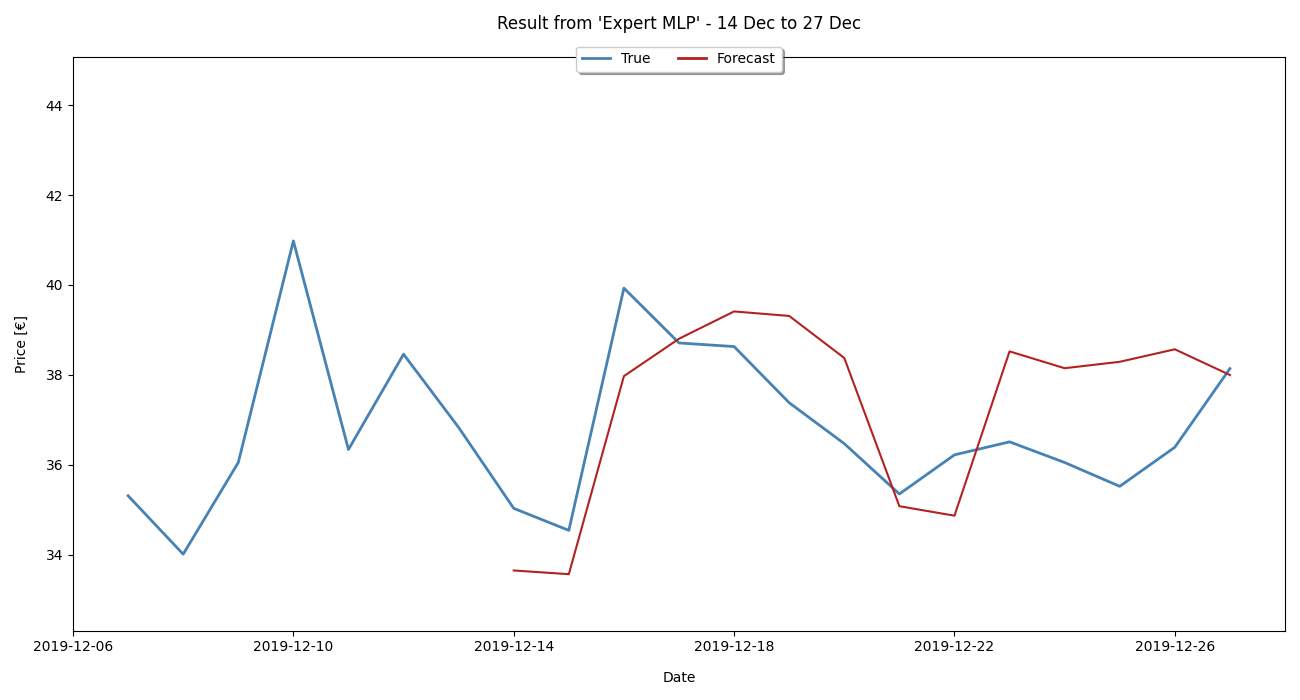 Result from 'Expert MLP' - 14 Dec to 27 Dec
True Forecast
44
42
40
38
36
34
Price [€]
2019-12-06 2019-12-10 2019-12-14 2019-12-18 2019-12-22 2019-12-26
Date